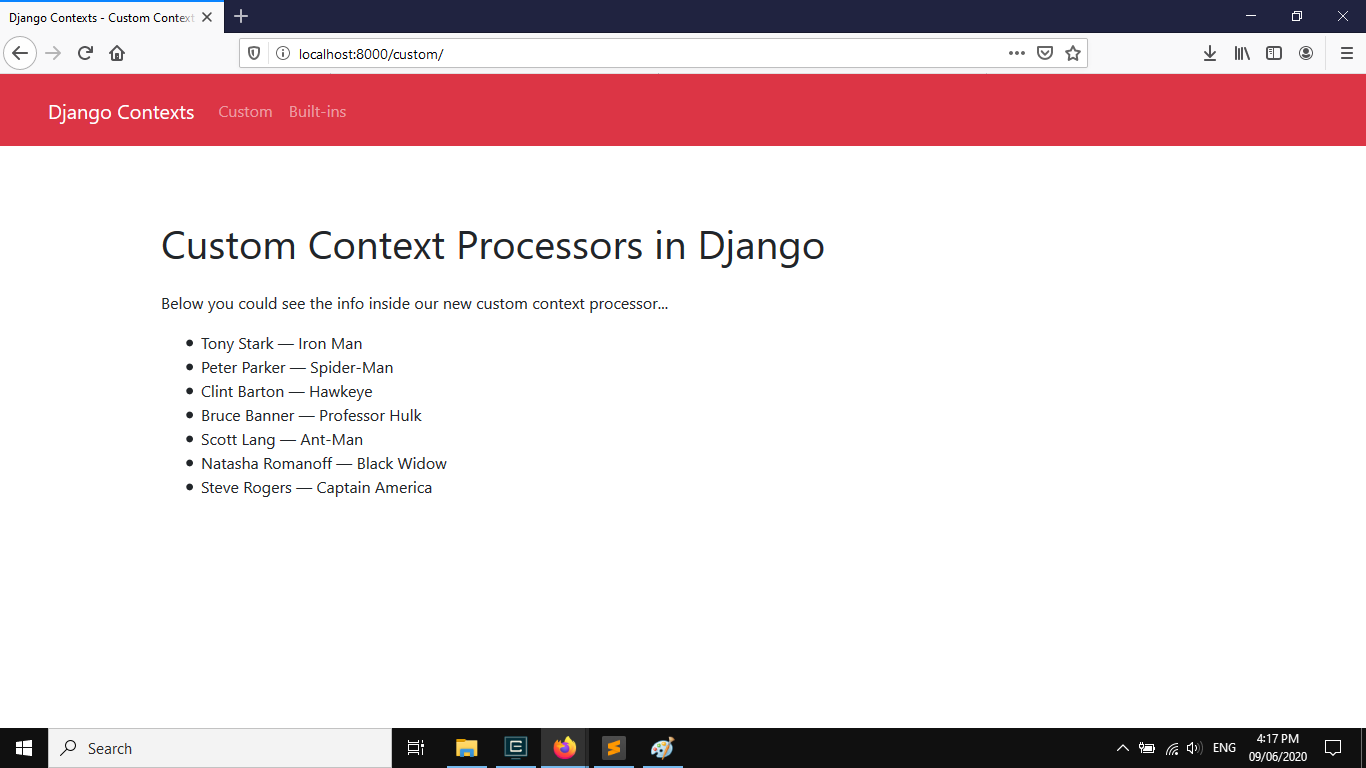 Django Contexts - Custom Context
localhost:8000/custom/
Django Contexts Custom Built-ins
Custom Context Processors in Django
Below you could see the info inside our new custom context processor...
Tony Stark — Iron Man
Peter Parker — Spider-Man
Clint Barton — Hawkeye
Bruce Banner — Professor Hulk
Scott Lang — Ant-Man
Natasha Romanoff — Black Widow
Steve Rogers — Captain America
Search
ENG
4:17 PM
09/06/2020